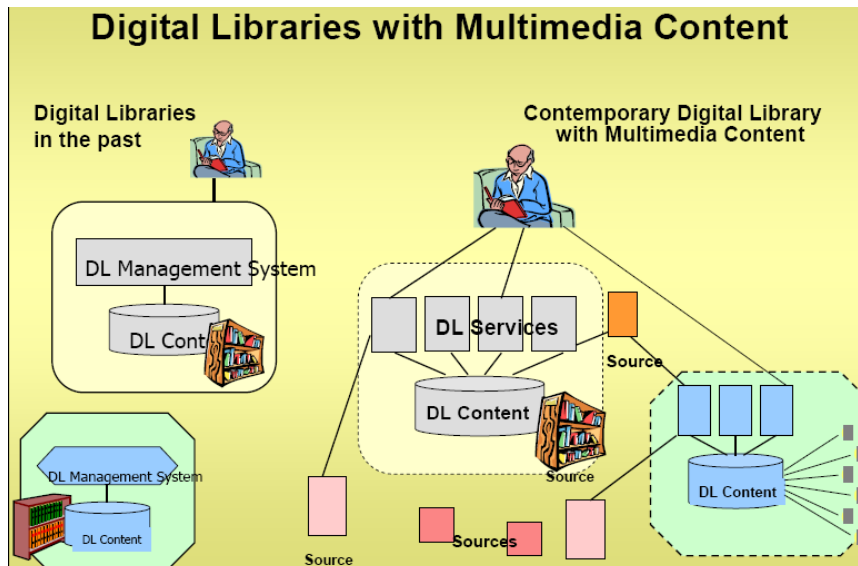 Digital Libraries with Multimedia Content
Digital Libraries
in the past
Contemporary Digital Library
with Multimedia Content
DL Management System
DL Cont
DL Services
Source
DL Content
Source
DL Management System
DL Content
DL Content
Sources
Source